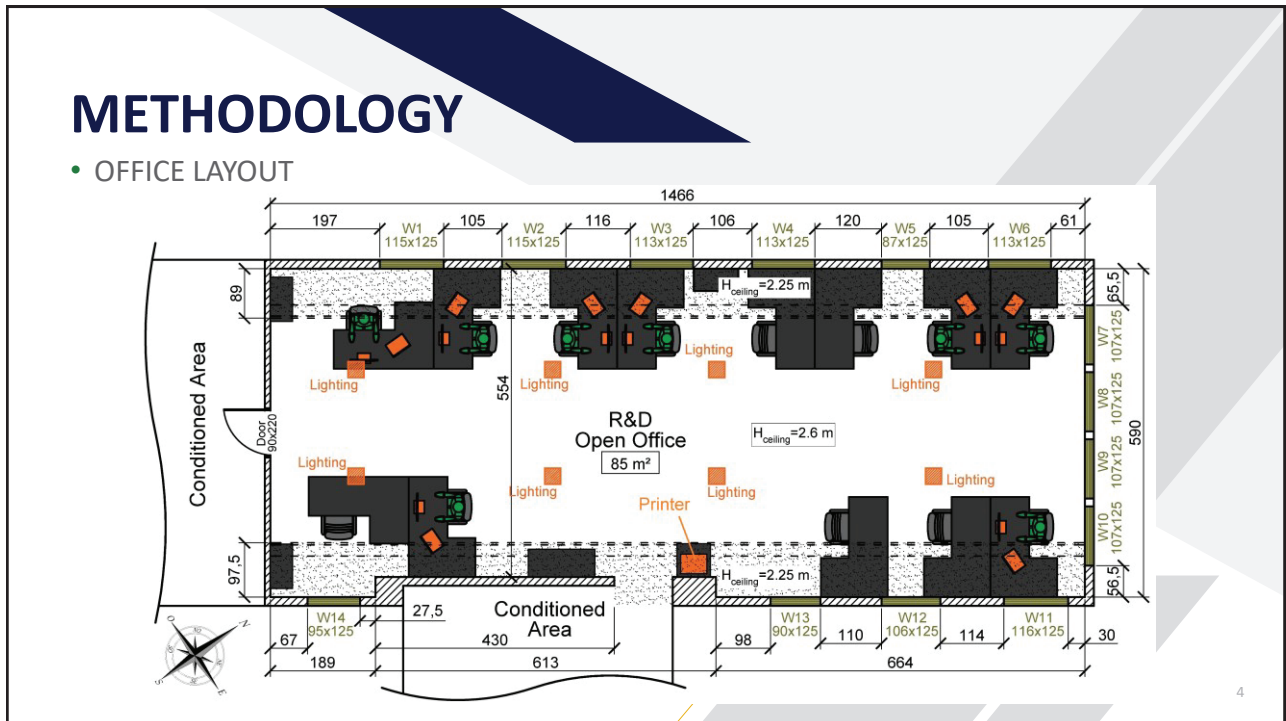 METHODOLOGY
• OFFICE LAYOUT
1466
197
W1
115x125
105
W2
115x125
116
W3
113x125
106
W4
113x125
120
W5
87x125
105
W6
113x125
61
89
Hceiling=2.25 m
65,5
W7
107x125
W8
107x125
W9
107x125
W10
107x125
56,5
590
Conditioned Area
Door
90x220
554
Lighting
Lighting
Lighting
Lighting
R&D
Open Office
85 m²
Hceiling=2.6 m
Lighting
Lighting
Lighting
Lighting
Printer
97,5
Hceiling=2.25 m
Conditioned
Area
W14
95x125
27,5
67
430
98
W13
90x125
110
W12
106x125
114
W11
116x125
30
189
613
664
O
N
S
E
4